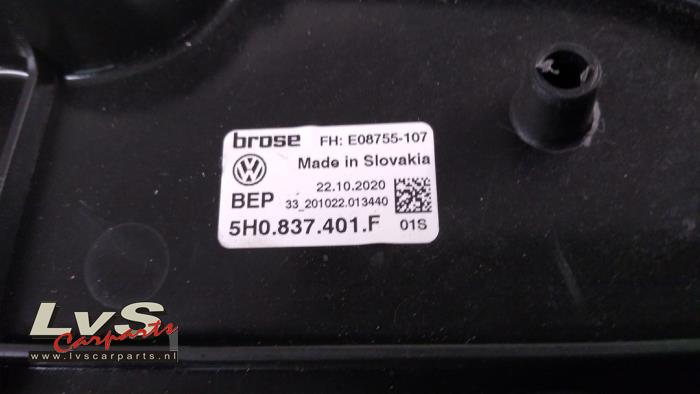 brose FH: E08755-107
Made in Slovakia
22.10.2020
BEP 33_201022.013440
5H0.837.401.F 01S
LvS
Carparts
www.lvscarparts.nl